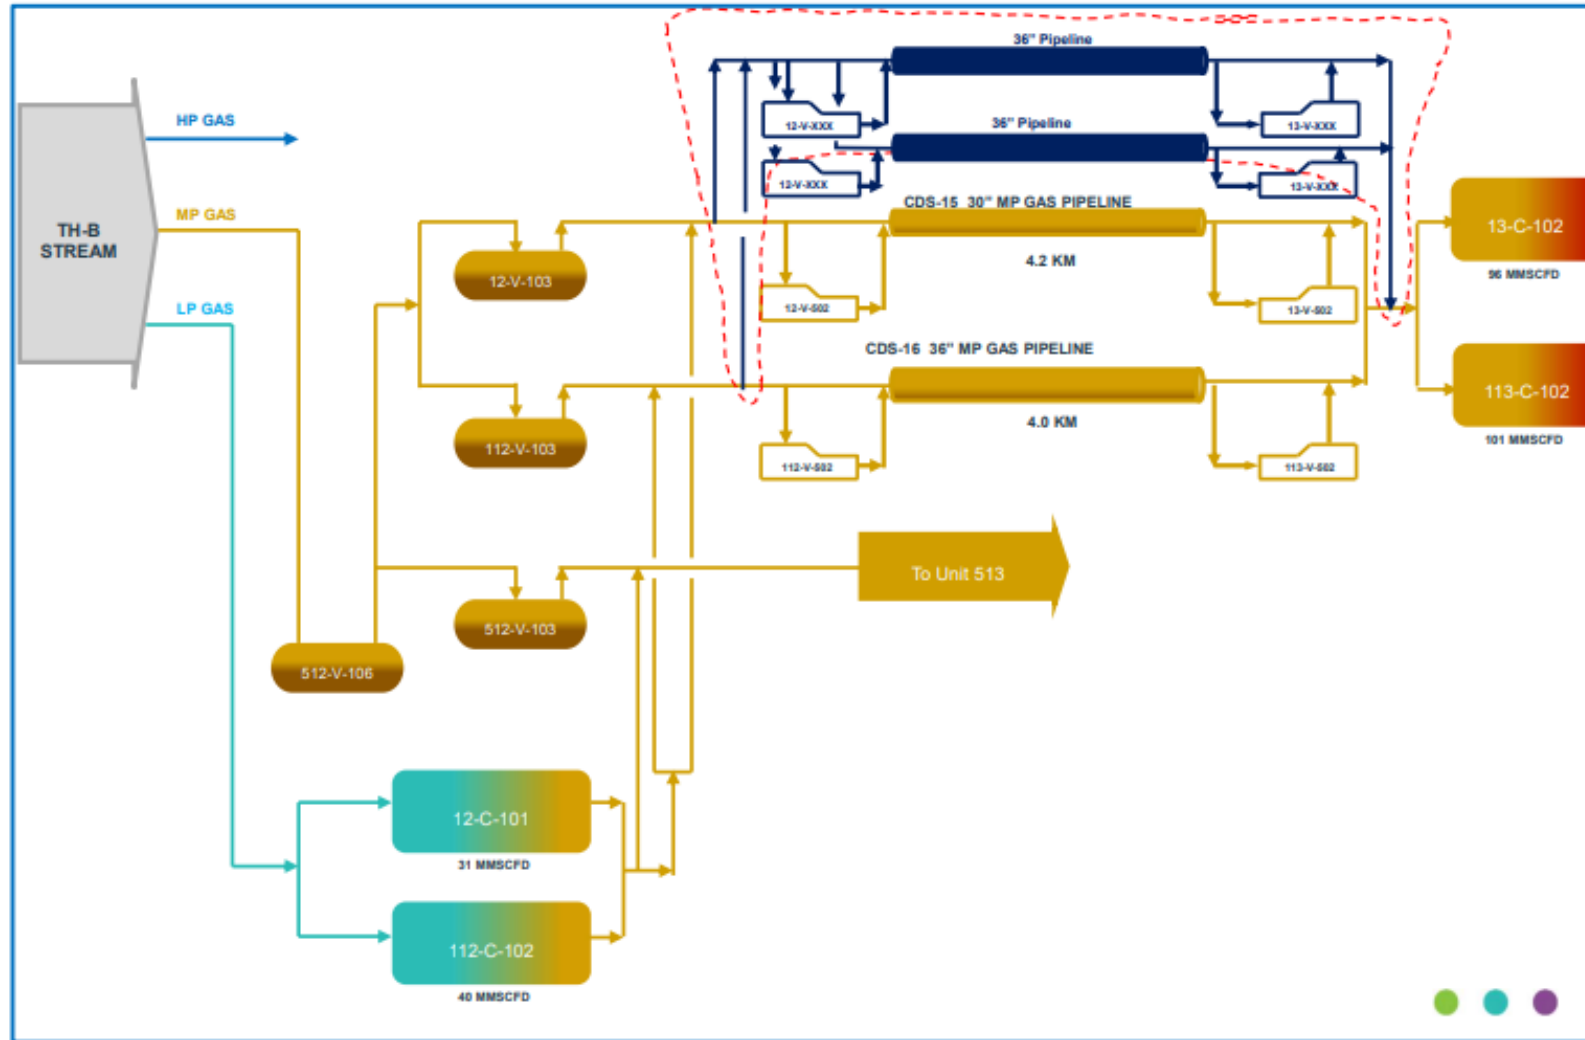 36" Pipeline
HP GAS
12-V-XXX
13-V-XXX
36" Pipeline
12-V-XXX
13-V-XXX
MP GAS
CDS-15 30" MP GAS PIPELINE
TH-B
STREAM
13-C-102
4.2 KM
96 MMSCFD
12-V-103
LP GAS
12-V-502
13-V-502
CDS-16 36" MP GAS PIPELINE
113-C-102
4.0 KM
101 MMSCFD
112-V-103
112-V-502
113-V-502
To Unit 513
512-V-103
512-V-106
12-C-101
31 MMSCFD
112-C-102
40 MMSCFD